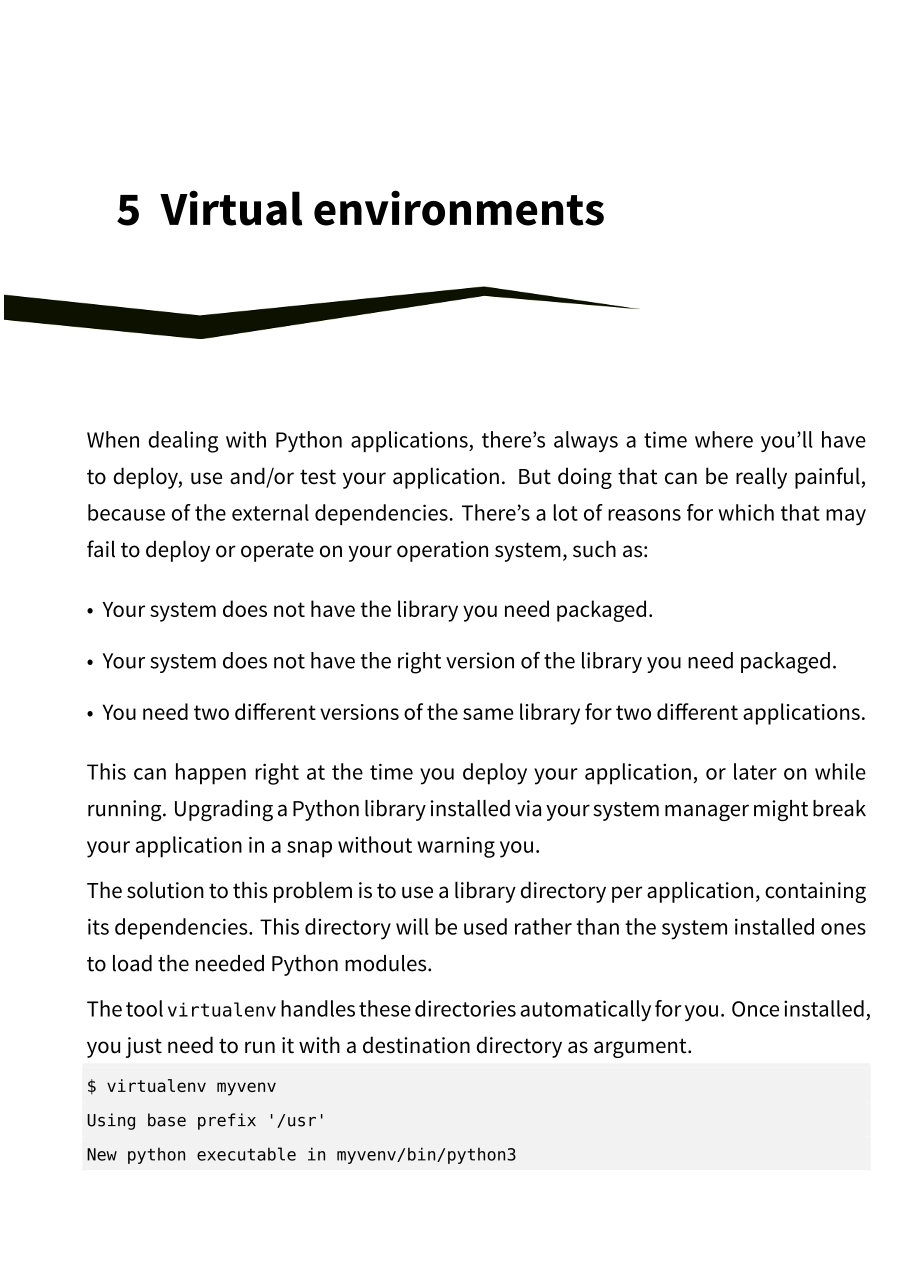 5 Virtual environments
When dealing with Python applications, there’s always a time where you’ll have
to deploy, use and/or test your application. But doing that can be really painful,
because of the external dependencies. There’s a lot of reasons for which that may
fail to deploy or operate on your operation system, such as:
• Your system does not have the library you need packaged.
• Your system does not have the right version of the library you need packaged.
• You need two different versions of the same library for two different applications.
This can happen right at the time you deploy your application, or later on while
running. Upgrading a Python library installed via your system manager might break
your application in a snap without warning you.
The solution to this problem is to use a library directory per application, containing
its dependencies. This directory will be used rather than the system installed ones
to load the needed Python modules.
The tool virtualenv handles these directories automatically for you. Once installed,
you just need to run it with a destination directory as argument.
$ virtualenv myvenv
Using base prefix '/usr'
New python executable in myvenv/bin/python3